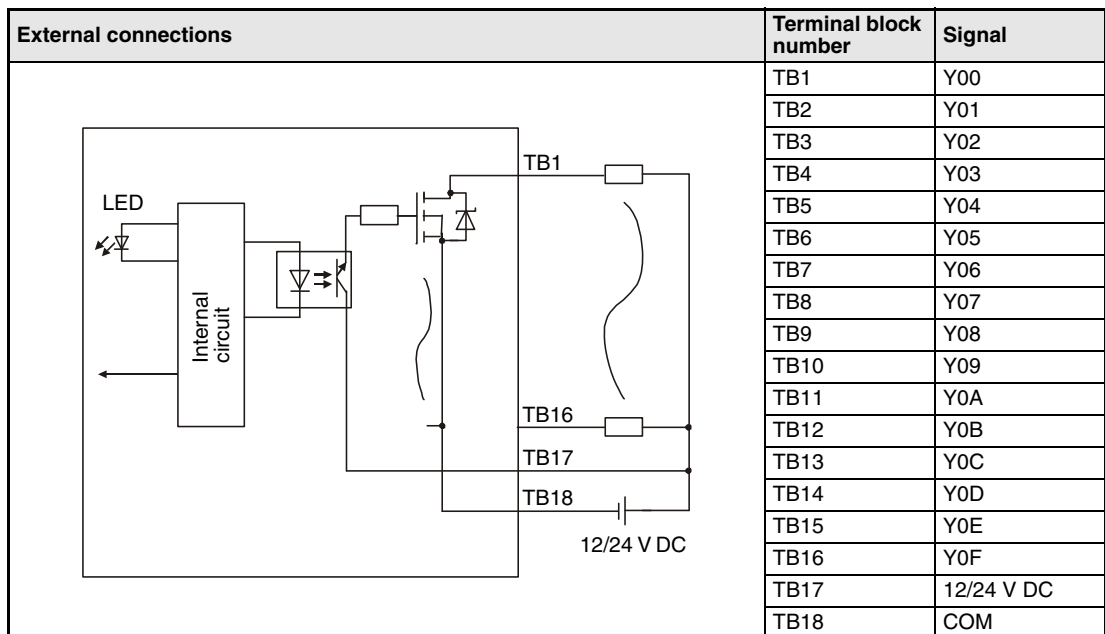 External connections
Terminal block number
Signal
LED
Internal circuit
TB1
TB16
TB17
TB18
12/24 V DC
TB1 Y00
TB2 Y01
TB3 Y02
TB4 Y03
TB5 Y04
TB6 Y05
TB7 Y06
TB8 Y07
TB9 Y08
TB10 Y09
TB11 Y0A
TB12 Y0B
TB13 Y0C
TB14 Y0D
TB15 Y0E
TB16 Y0F
TB17 12/24 V DC
TB18 COM